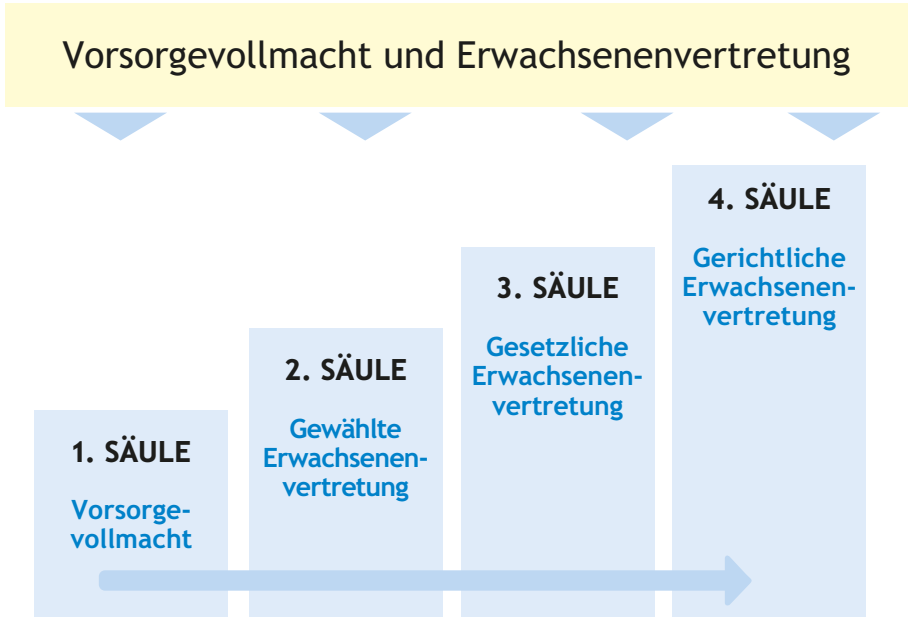 Vorsorgevollmacht und Erwachsenenvertretung
1. SÄULE
Vorsorge-
vollmacht
2. SÄULE
Gewählte
Erwachsenen-
vertretung
3. SÄULE
Gesetzliche
Erwachsenen-
vertretung
4. SÄULE
Gerichtliche
Erwachsenen-
vertretung